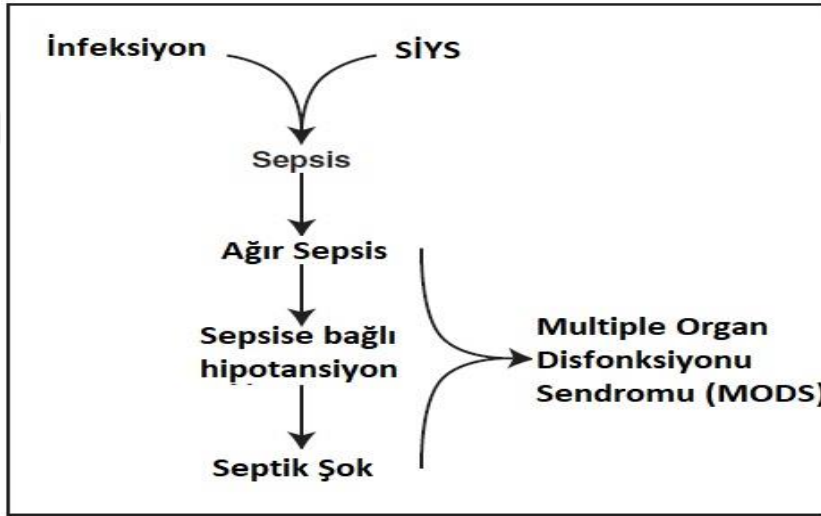 İnfeksiyon
SİYS
Sepsis
Ağır Sepsis
Sepsise bağlı
hipotansiyon
Multiple Organ
Disfonksiyonu
Sendromu (MODS)
Septik Şok